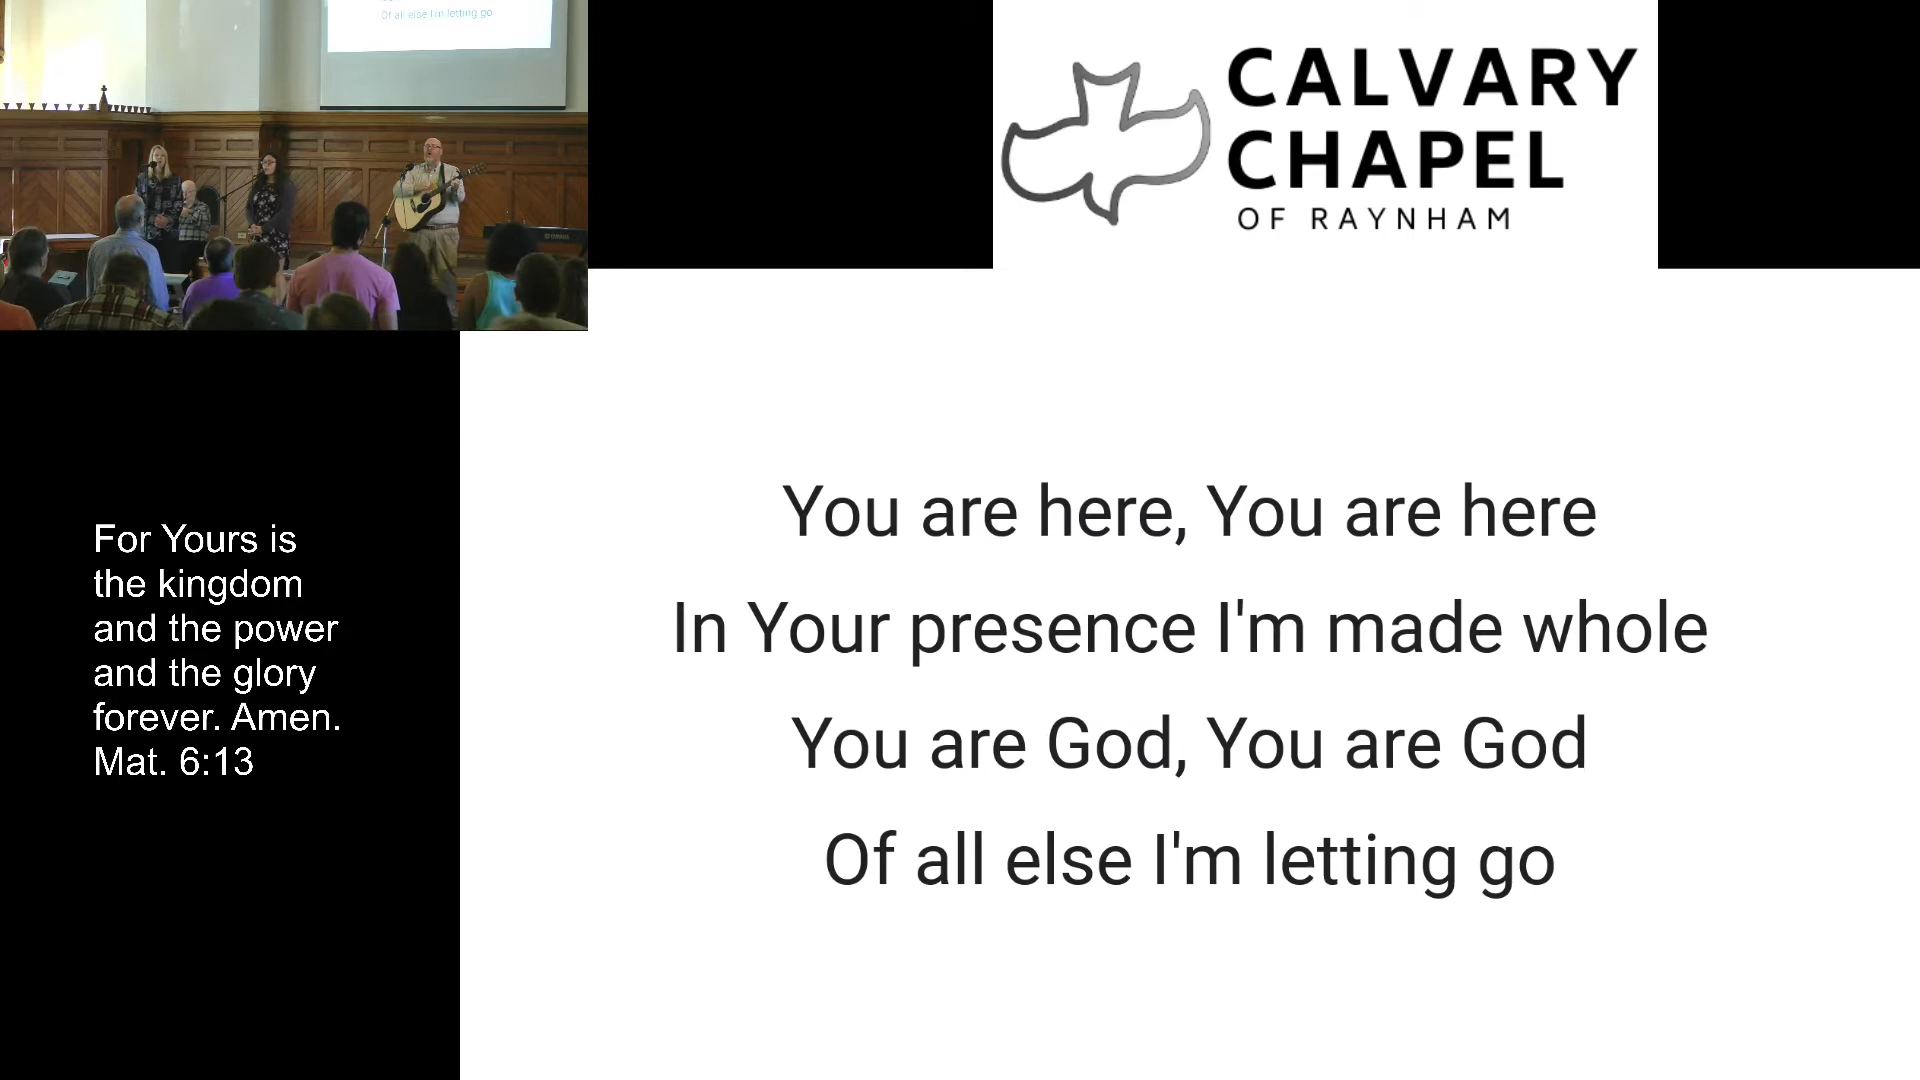 Of all else I'm letting go
CALVARY
CHAPEL
OF RAYNHAM
You are here, You are here
In Your presence I'm made whole
You are God, You are God
Of all else I'm letting go
For Yours is
the kingdom
and the power
and the glory
forever. Amen.
Mat. 6:13